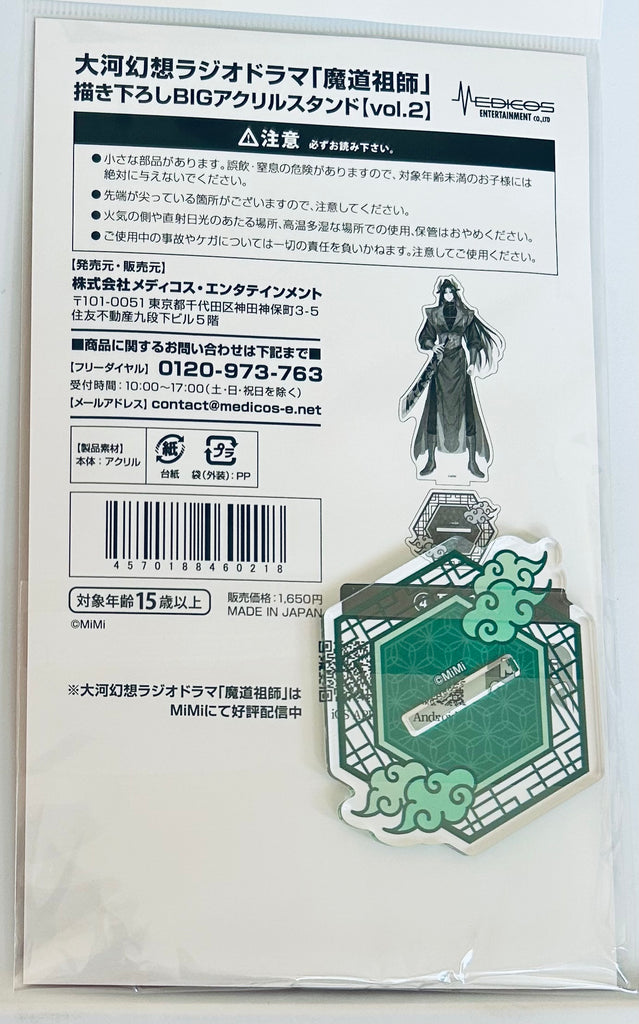 大河幻想ラジオドラマ「魔道祖師」
描き下ろしBIGアクリルスタンド【vol.2】
MEDICOS
ENTERTAINMENT CO.,LTD
注意 必ずお読み下さい。
●小さな部品があります。誤飲・窒息の危険がありますので、対象年齢未満のお子様には
絶対に与えないでください。
●先端が尖っている箇所がございますので、注意してください。
●火気の側や直射日光のあたる場所、高温多湿な場所での使用、保管はおやめください。
●ご使用中の事故やケガについては一切の責任を負いかねます。注意してご使用ください。
【発売元・販売元】
株式会社メディコス・エンタテインメント
〒101-0051 東京都千代田区神田神保町3-5
住友不動産九段下ビル5階
■商品に関するお問い合わせは下記まで■
【フリーダイヤル】 0120-973-763
受付時間:10:00～17:00(土・日・祝日を除く)
【メールアドレス】 contact@medicos-e.net
【製品素材】
本体:アクリル
紙
台紙
プラ
袋(外装):PP
4570188460218
対象年齢15歳以上
販売価格:1,650円
MADE IN JAPAN
©MiMi
※大河幻想ラジオドラマ「魔道祖師」は
MiMiにて好評配信中
©MiMi